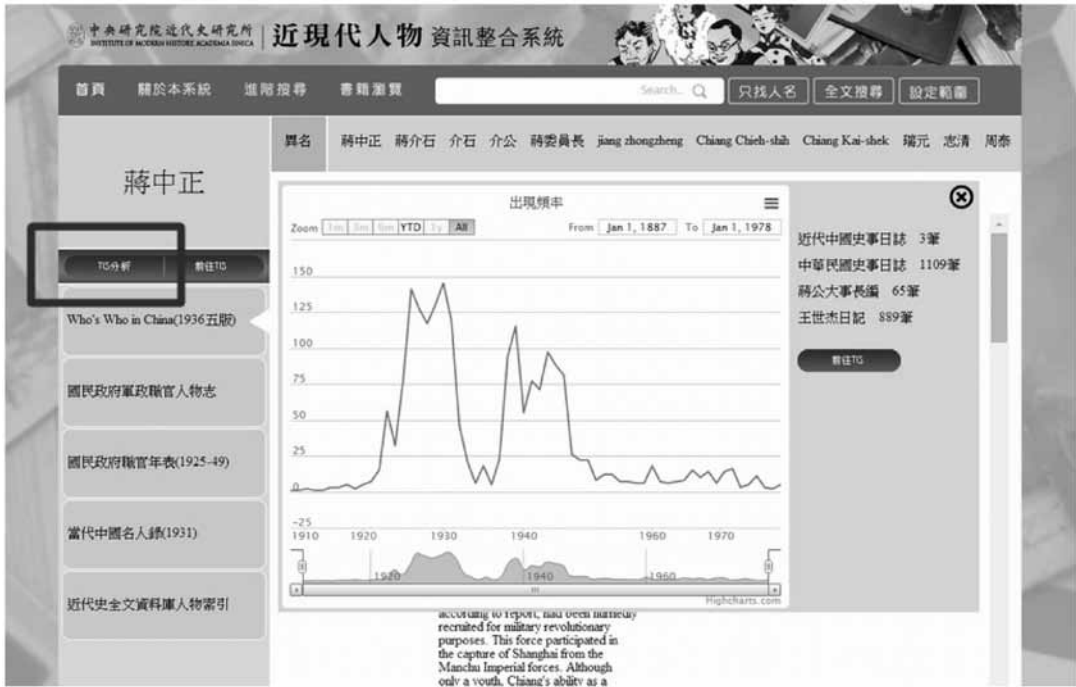 中央研究院近代史研究所
INSTITUTE OF MODERN HISTORY, ACADEMIA SINICA
近現代人物 資訊整合系統
首頁 關於本系統 進階搜尋 書籍瀏覽 Search... 只找人名 全文搜尋 設定範圍
異名 蔣中正 蔣介石 介石 介公 蔣委員長 jiang zhongzheng Chiang Chieh-shih Chiang Kai-shek 瑞元 志清 周泰
蔣中正
TIS分析 前往TIS
Who's Who in China(1936五版)
國民政府軍政職官人物志
國民政府職官年表(1925-49)
當代中國名人錄(1931)
近代史全文資料庫人物索引
出現頻率
Zoom 1m 3m 6m YTD 1y All From Jan 1, 1887 To Jan 1, 1978
150
125
100
75
50
25
0
-25
1910 1920 1930 1940 1960 1970
1920 1940 1960
Highcharts.com
近代中國史事日誌 3筆
中華民國史事日誌 1109筆
蔣公大事長編 65筆
王世杰日記 889筆
前往TIS
according to report, had been hurriedly
recruited for military revolutionary
purposes. This force participated in
the capture of Shanghai from the
Manchu Imperial forces. Although
only a youth, Chiang's ability as a